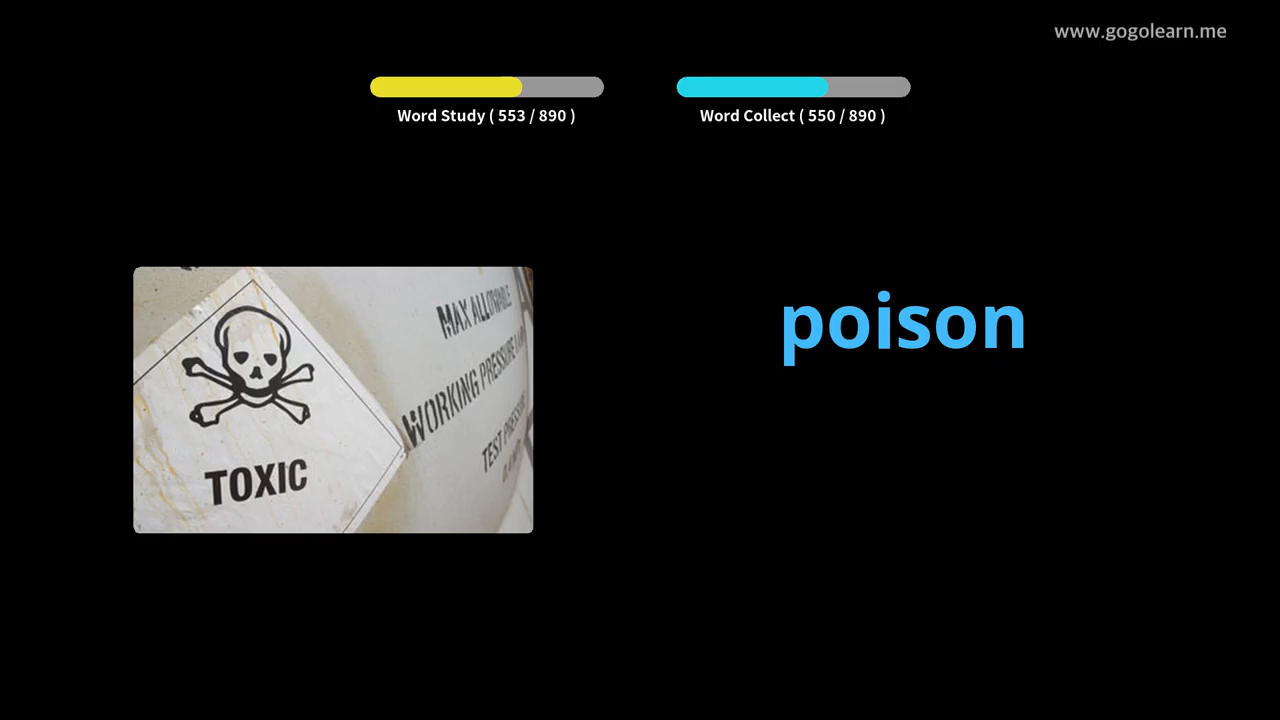 www.gogolearn.me
Word Study ( 553 / 890 )
Word Collect ( 550 / 890 )
poison
MAX ALLOWABLE
WORKING PRESSURE
TEST PRESSURE
TOXIC